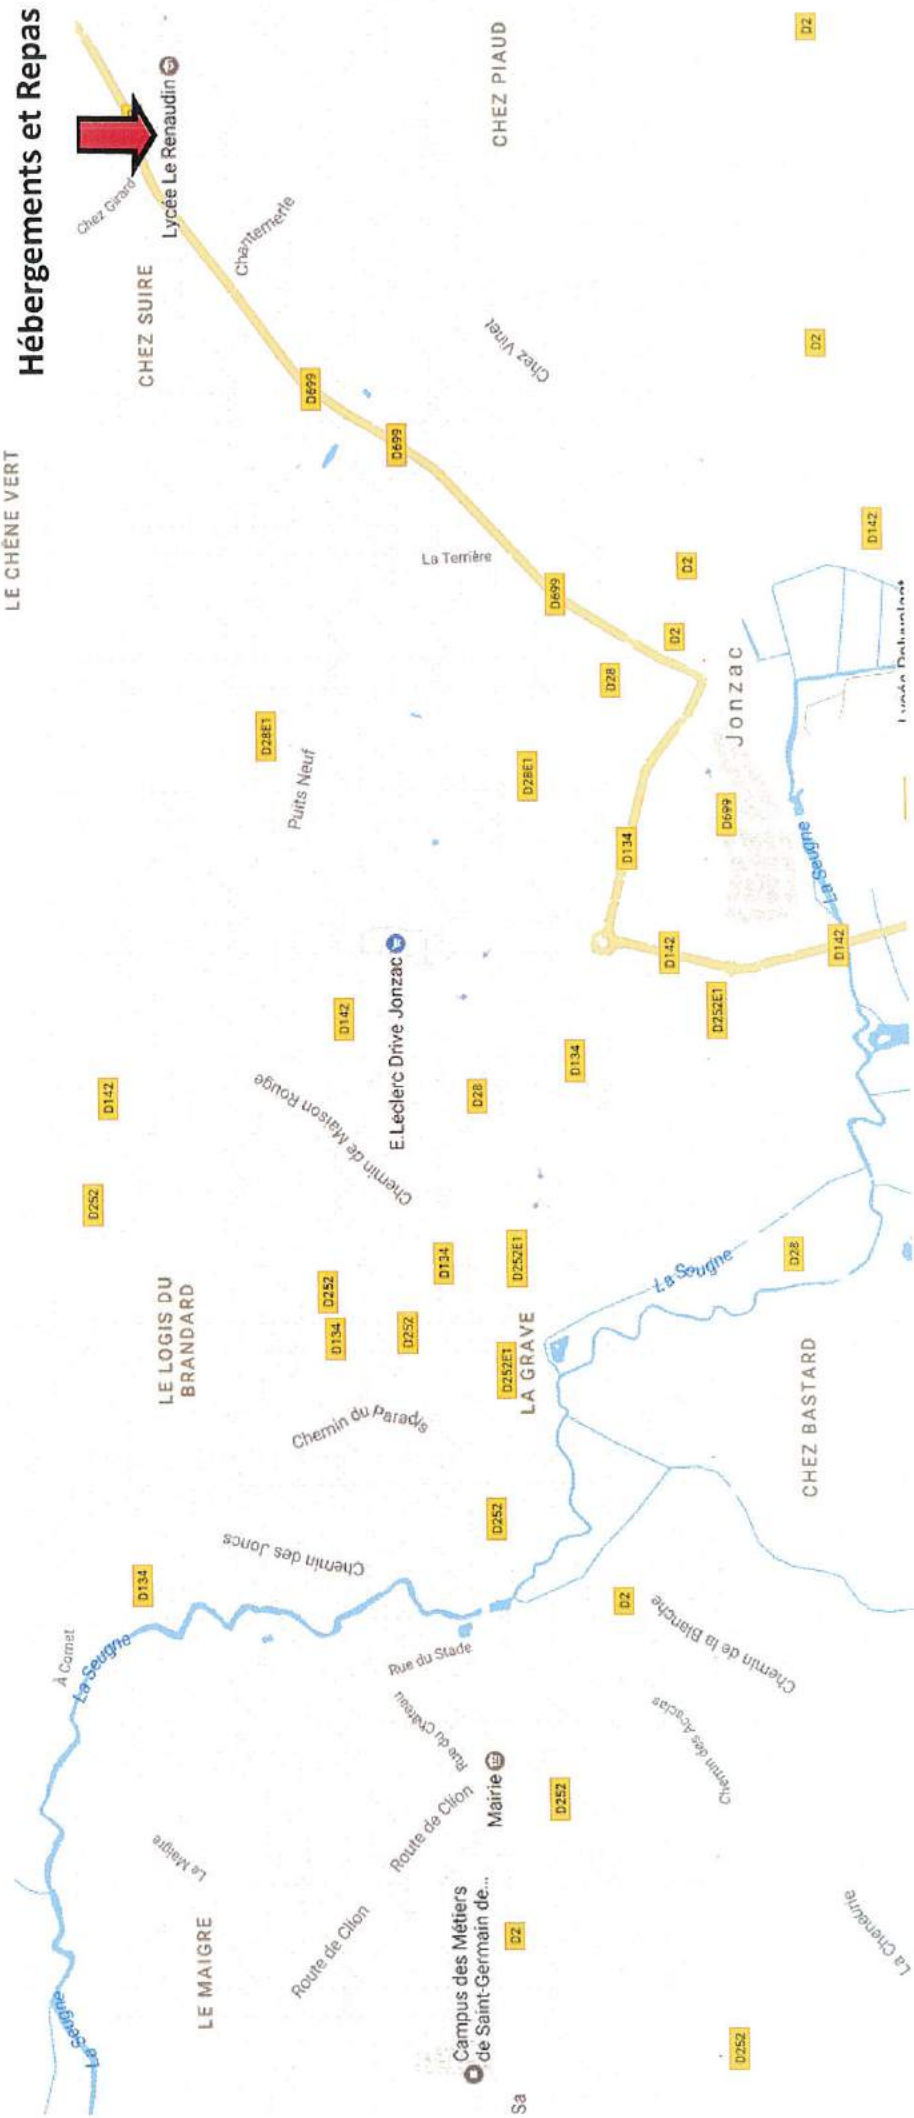 LE CHÊNE VERT
Hébergements et Repas
À Cornet
La Seugne
La Seugne
La Seugne
D252
D142
Chez Girard
D134
CHEZ SUIRE
Lycée Le Renaudin
LE LOGIS DU
BRANDARD
Le Maigre
LE MAIGRE
Chemin des Joncs
D28E1
Chantemerle
Puits Neuf
D699
Chemin de Maison Rouge
D252
D134
D142
Route de Clion
Chemin du Paradis
D252
E.Leclerc Drive Jonzac
D699
Route de Clion
Rue du Château
Rue du Stade
D134
La Terrière
Campus des Métiers
de Saint-Germain de...
Mairie
D28
D252
D252E1
D252E1
LA GRAVE
CHEZ PIAUD
Chez Vinet
D2
Sa
D28E1
D699
D252
D134
D28
D2
D134
D142
D2
D2
Chemin de la Blanche
Chemin des Acacias
La Seugne
D252E1
D699
Jonzac
D252
D28
CHEZ BASTARD
La Seugne
D2
D2
D142
D142
La Cheneurie